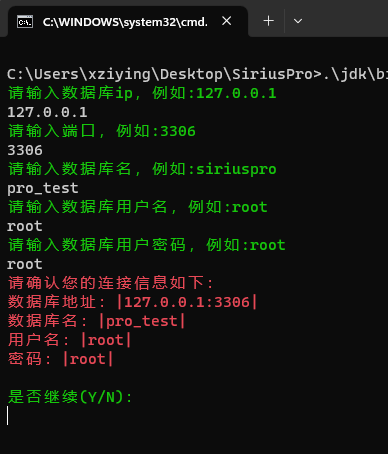 C:\WINDOWS\system32\cmd.
C:\Users\xziying\Desktop\SiriusPro>.\jdk\bi
请输入数据库ip，例如:127.0.0.1
127.0.0.1
请输入端口，例如:3306
3306
请输入数据库名，例如:siriuspro
pro_test
请输入数据库用户名，例如:root
root
请输入数据库用户密码，例如:root
root
请确认您的连接信息如下：
数据库地址：|127.0.0.1:3306|
数据库名：|pro_test|
用户名：|root|
密码：|root|
是否继续(Y/N):